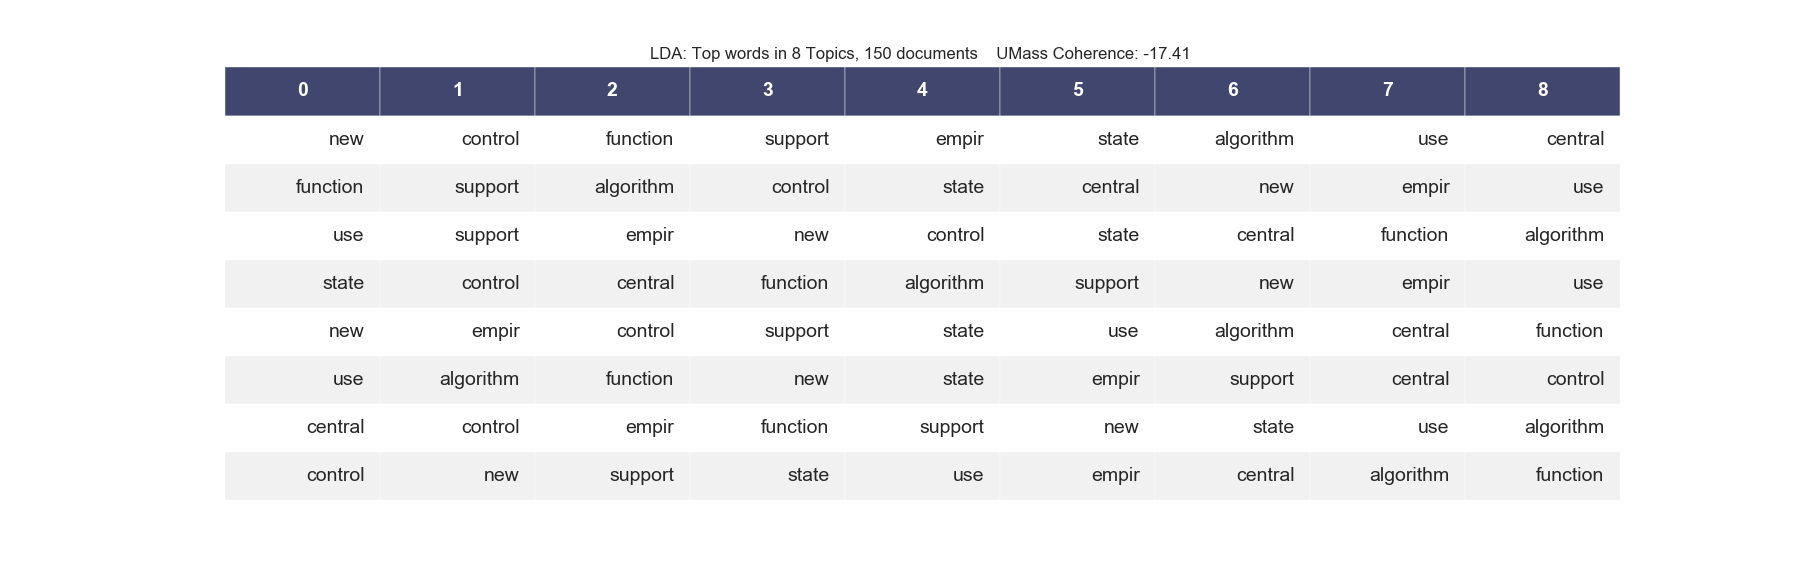 LDA: Top words in 8 Topics, 150 documents    UMass Coherence: -17.41
0 1 2 3 4 5 6 7 8
new control function support empir state algorithm use central
function support algorithm control state central new empir use
use support empir new control state central function algorithm
state control central function algorithm support new empir use
new empir control support state use algorithm central function
use algorithm function new state empir support central control
central control empir function support new state use algorithm
control new support state use empir central algorithm function